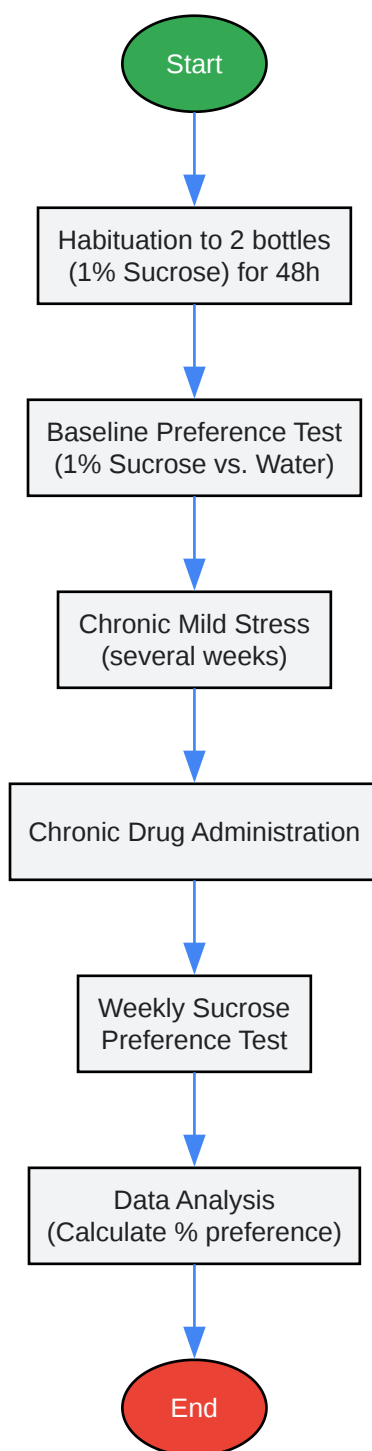 Start
Habituation to 2 bottles
(1% Sucrose) for 48h
Baseline Preference Test
(1% Sucrose vs. Water)
Chronic Mild Stress
(several weeks)
Chronic Drug Administration
Weekly Sucrose
Preference Test
Data Analysis
(Calculate % preference)
End